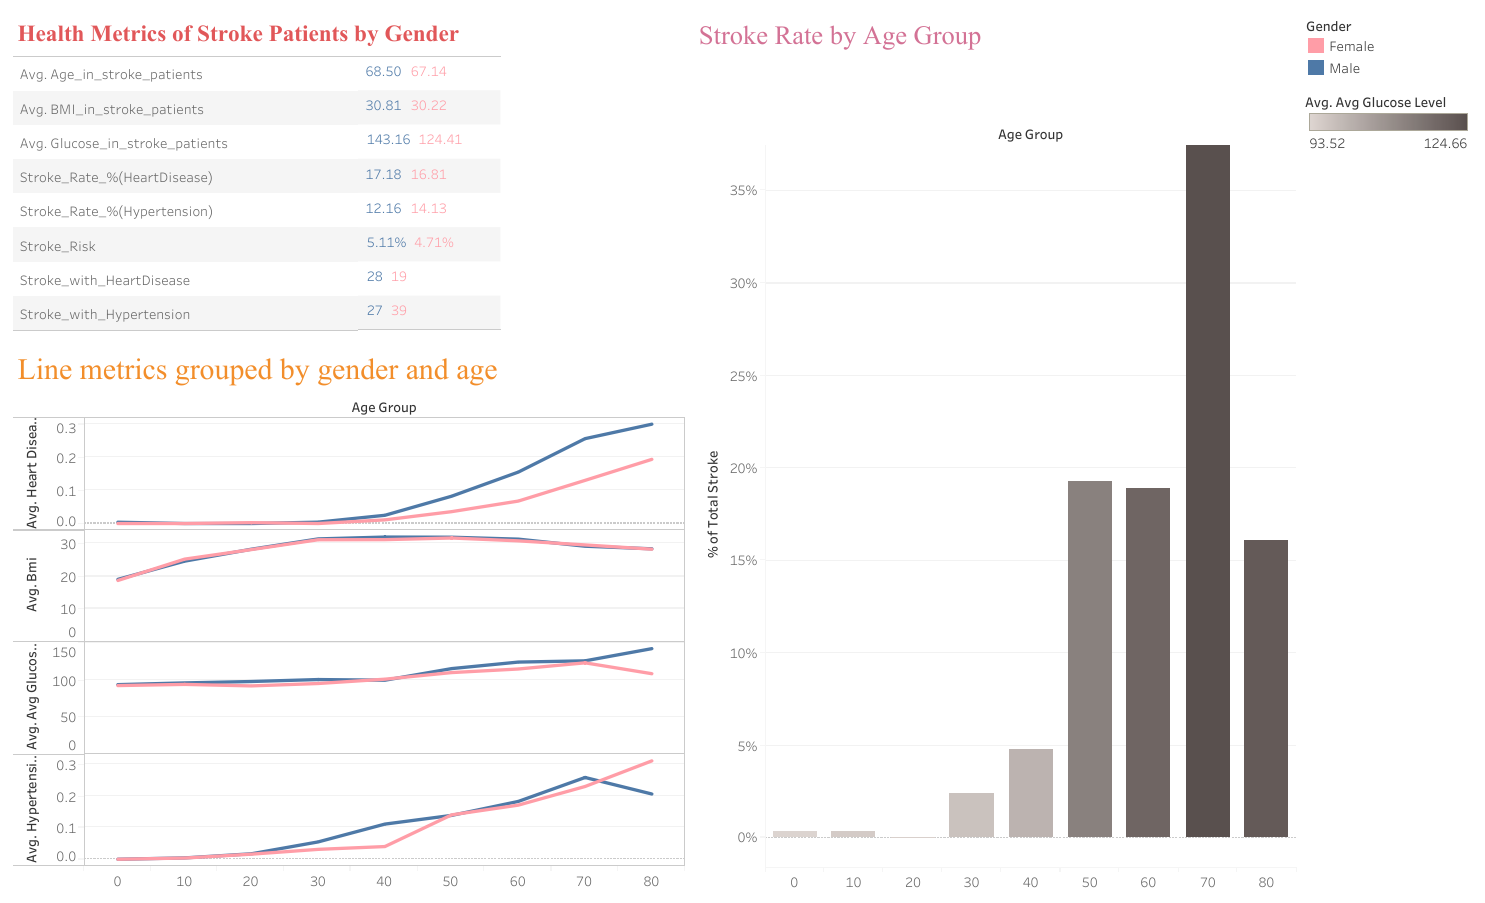 Health Metrics of Stroke Patients by Gender
Avg. Age_in_stroke_patients 68.50 67.14
Avg. BMI_in_stroke_patients 30.81 30.22
Avg. Glucose_in_stroke_patients 143.16 124.41
Stroke_Rate_%(HeartDisease) 17.18 16.81
Stroke_Rate_%(Hypertension) 12.16 14.13
Stroke_Risk 5.11% 4.71%
Stroke_with_HeartDisease 28 19
Stroke_with_Hypertension 27 39
Line metrics grouped by gender and age
Age Group
Avg. Heart Disea..
0.3
0.2
0.1
0.0
Avg. Bmi
30
20
10
0
Avg. Avg Glucos..
150
100
50
0
Avg. Hypertensi..
0.3
0.2
0.1
0.0
0 10 20 30 40 50 60 70 80
Stroke Rate by Age Group
Age Group
% of Total Stroke
35%
30%
25%
20%
15%
10%
5%
0%
0 10 20 30 40 50 60 70 80
Gender
Female
Male
Avg. Avg Glucose Level
93.52 124.66